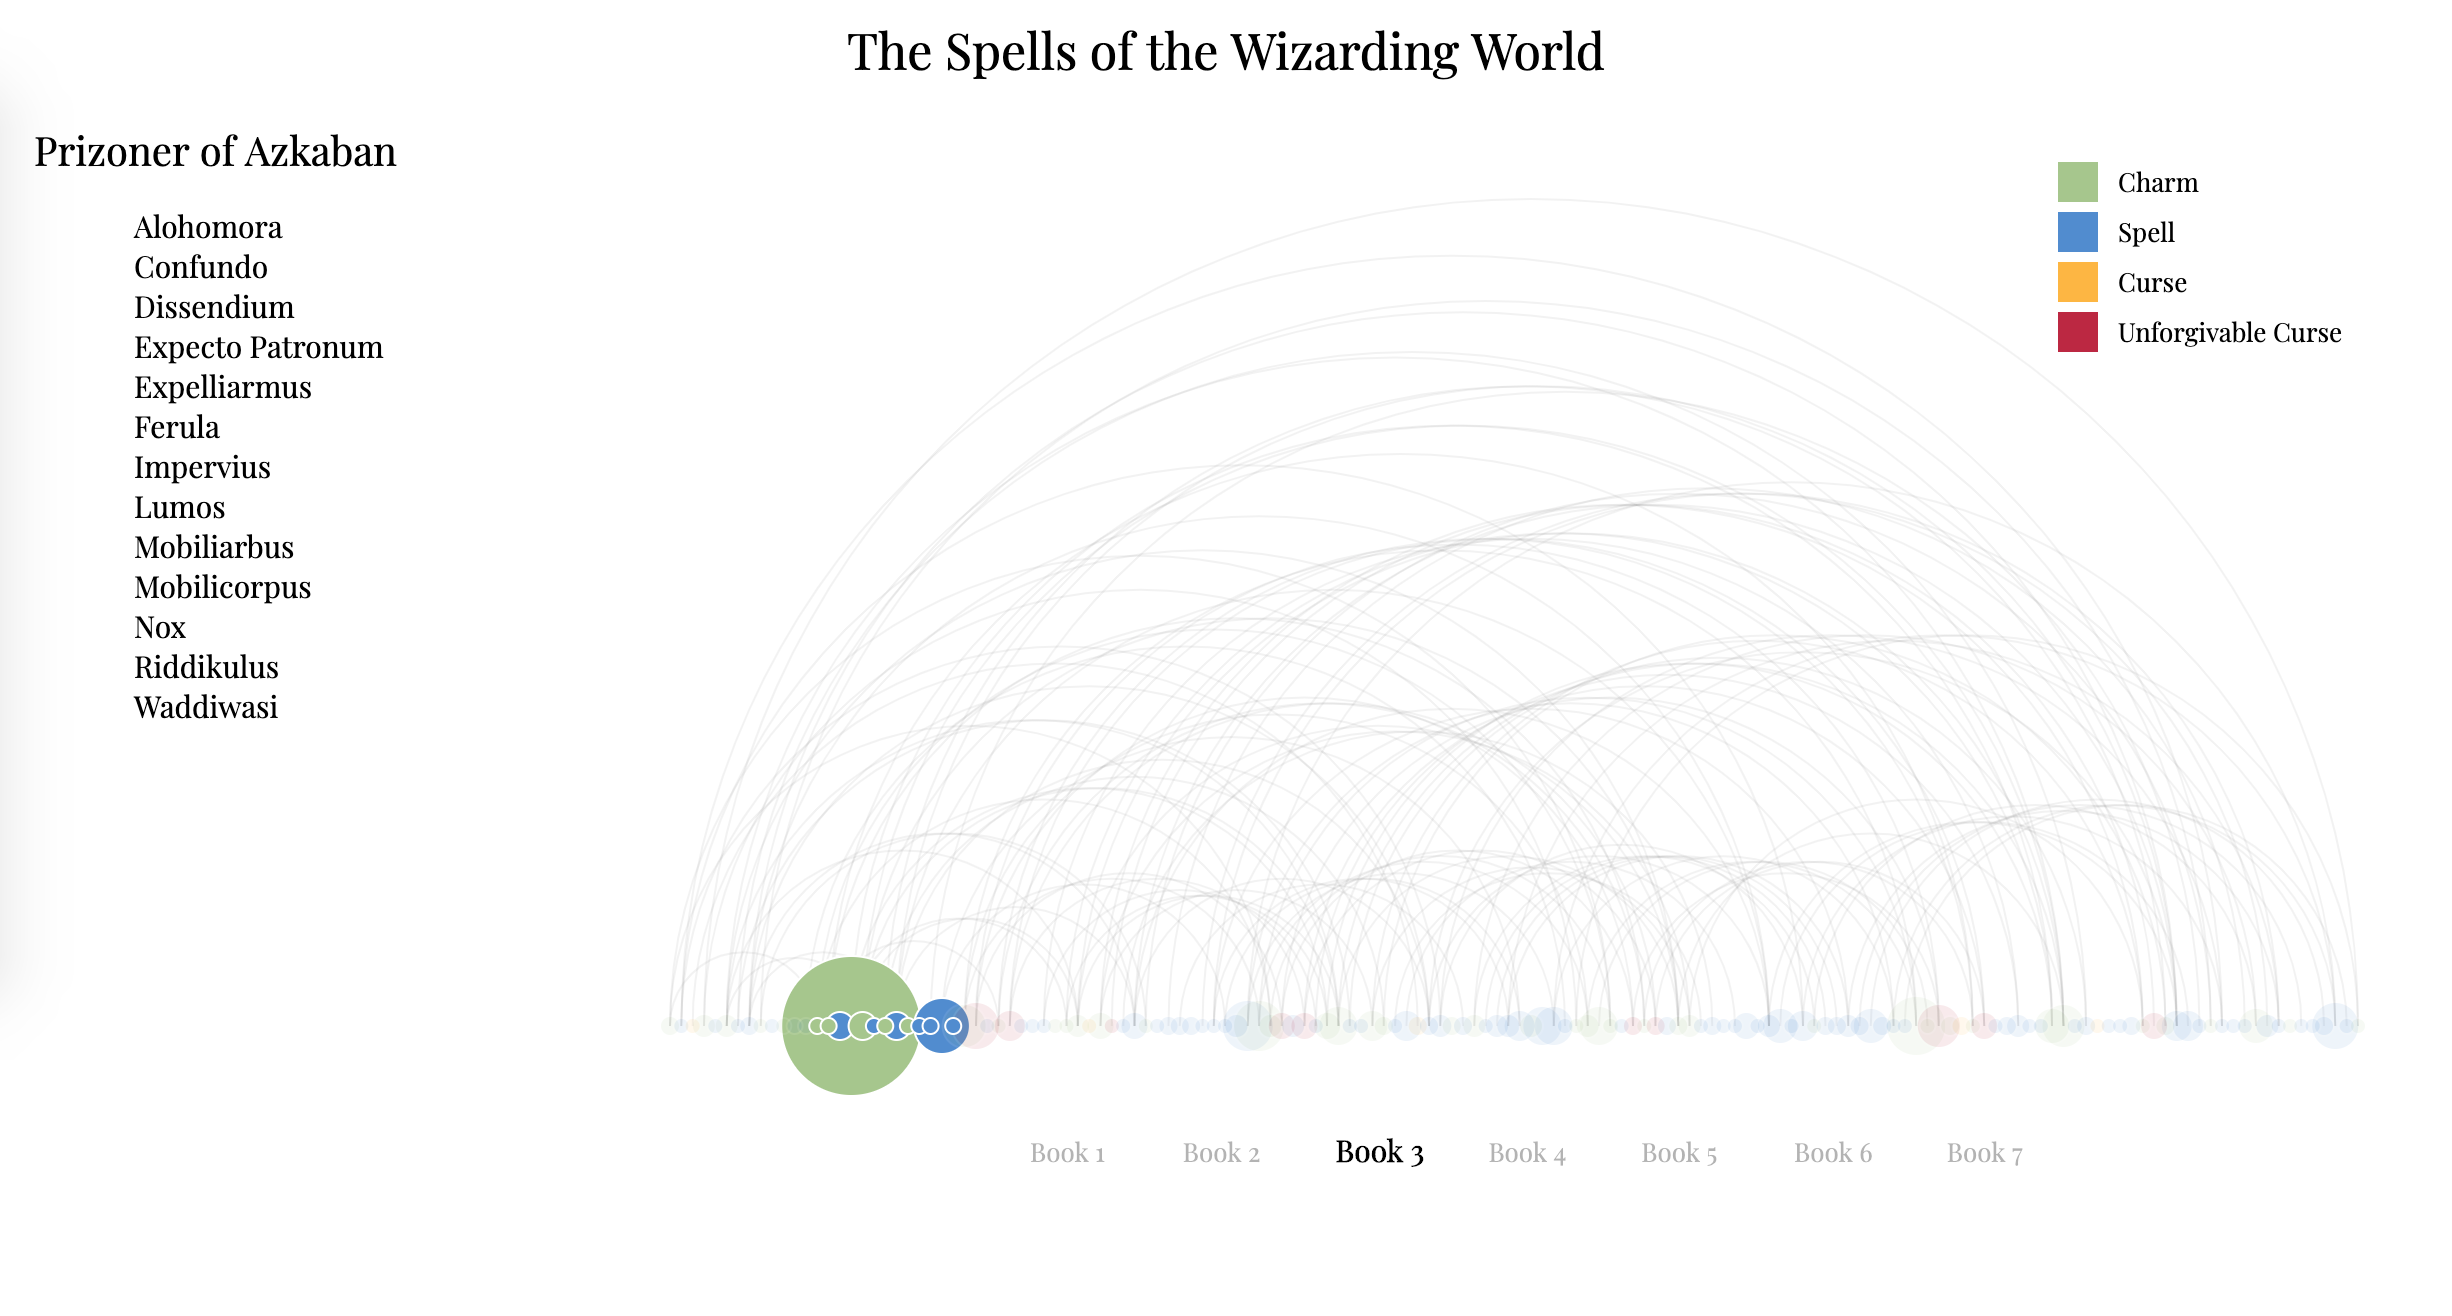 The Spells of the Wizarding World
Prizoner of Azkaban
Alohomora
Confundo
Dissendium
Expecto Patronum
Expelliarmus
Ferula
Impervius
Lumos
Mobiliarbus
Mobilicorpus
Nox
Riddikulus
Waddiwasi
Charm
Spell
Curse
Unforgivable Curse
Book 1 Book 2 Book 3 Book 4 Book 5 Book 6 Book 7